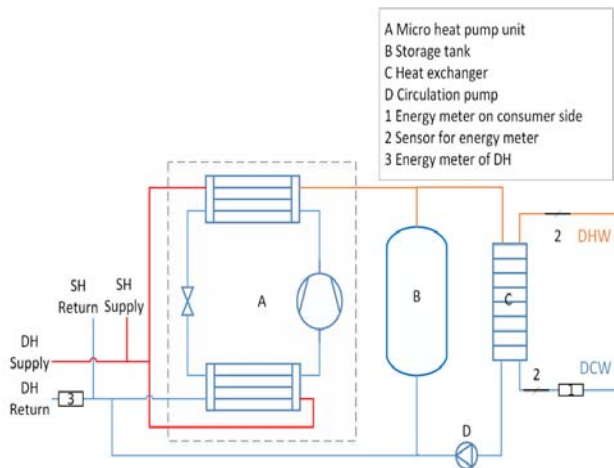 A Micro heat pump unit
B Storage tank
C Heat exchanger
D Circulation pump
1 Energy meter on consumer side
2 Sensor for energy meter
3 Energy meter of DH
2
DHW
SH
Return
SH
Supply
A
B
C
DH
Supply
DH
Return
3
2
1
DCW
D